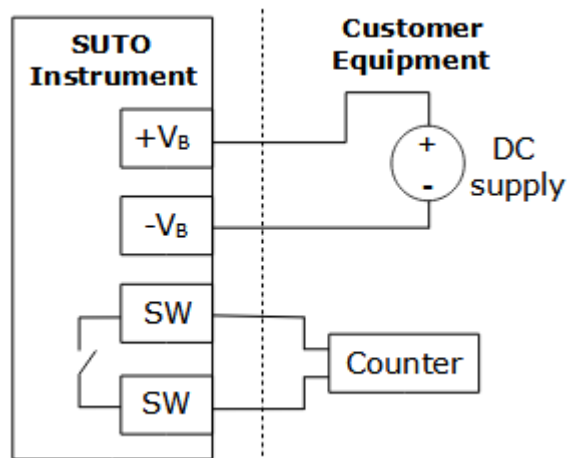 SUTO
Instrument
Customer
Equipment
+VB
+
-
DC
supply
-VB
SW
Counter
SW